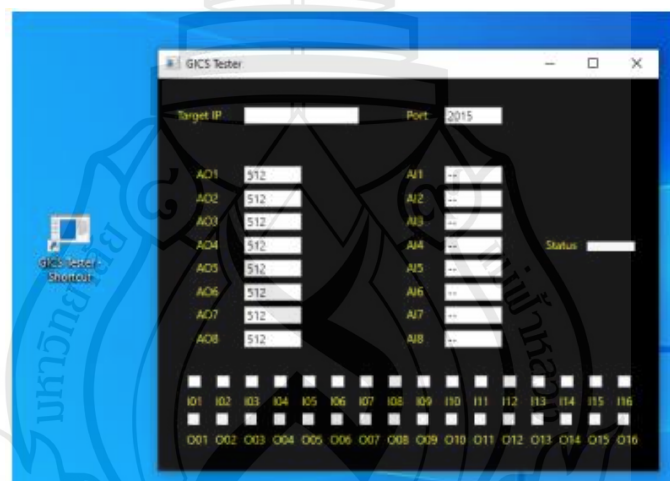 GICS Tester
Target IP Port 2015
AO1 512 AI1 --
AO2 512 AI2 --
AO3 512 AI3 --
AO4 512 AI4 -- Status
AO5 512 AI5 --
AO6 512 AI6 --
AO7 512 AI7 --
AO8 512 AI8 --
GICS Tester -
Shortcut
I01 I02 I03 I04 I05 I06 I07 I08 I09 I10 I11 I12 I13 I14 I15 I16
O01 O02 O03 O04 O05 O06 O07 O08 O09 O10 O11 O12 O13 O14 O15 O16